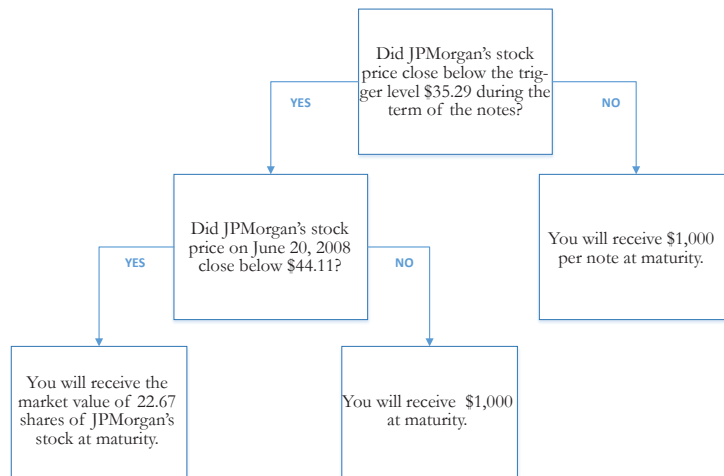 Did JPMorgan's stock
price close below the trig-
ger level $35.29 during the
term of the notes?
YES
NO
Did JPMorgan's stock
price on June 20, 2008
close below $44.11?
You will receive $1,000
per note at maturity.
YES
NO
You will receive the
market value of 22.67
shares of JPMorgan's
stock at maturity.
You will receive $1,000
at maturity.